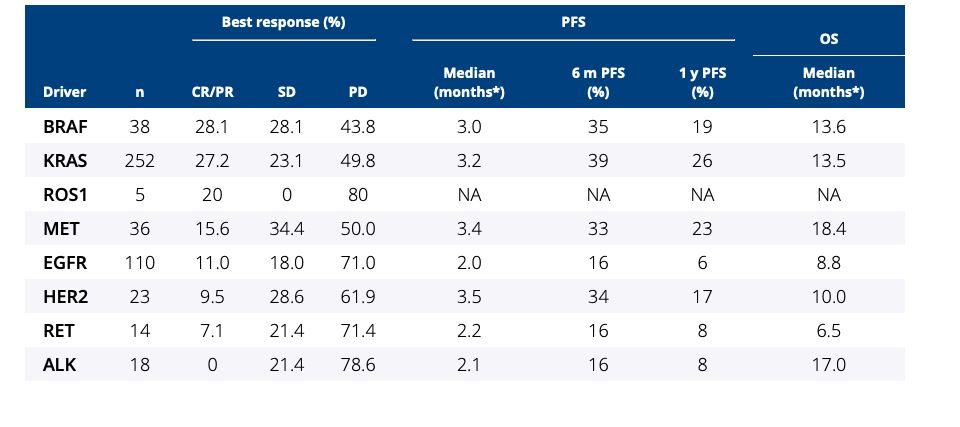 Best response (%) PFS
OS
Median 6 m PFS 1 y PFS Median
Driver n CR/PR SD PD (months*) (%) (%) (months*)
BRAF 38 28.1 28.1 43.8 3.0 35 19 13.6
KRAS 252 27.2 23.1 49.8 3.2 39 26 13.5
ROS1 5 20 0 80 NA NA NA NA
MET 36 15.6 34.4 50.0 3.4 33 23 18.4
EGFR 110 11.0 18.0 71.0 2.0 16 6 8.8
HER2 23 9.5 28.6 61.9 3.5 34 17 10.0
RET 14 7.1 21.4 71.4 2.2 16 8 6.5
ALK 18 0 21.4 78.6 2.1 16 8 17.0